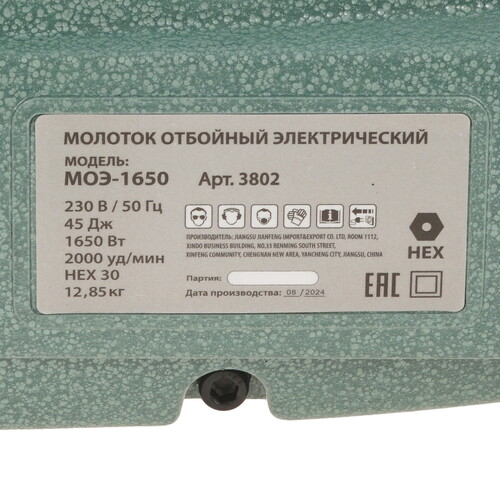 МОЛОТОК ОТБОЙНЫЙ ЭЛЕКТРИЧЕСКИЙ
МОДЕЛЬ:
МОЭ-1650 Арт. 3802
230 В / 50 Гц
45 Дж
1650 Вт
2000 уд/мин
HEX 30
12,85 кг
ПРОИЗВОДИТЕЛЬ: JIANGSU JIANFENG IMPORT&EXPORT CO. LTD, ROOM 1112,
XINDO BUSINESS BUILDING, NO.55 RENMING SOUTH STREET,
XINFENG COMMUNITY, CHENGNAN NEW AREA, YANCHENG CITY, JIANGSU, CHINA
Партия:
Дата производства: 08 / 2024
HEX
EAC